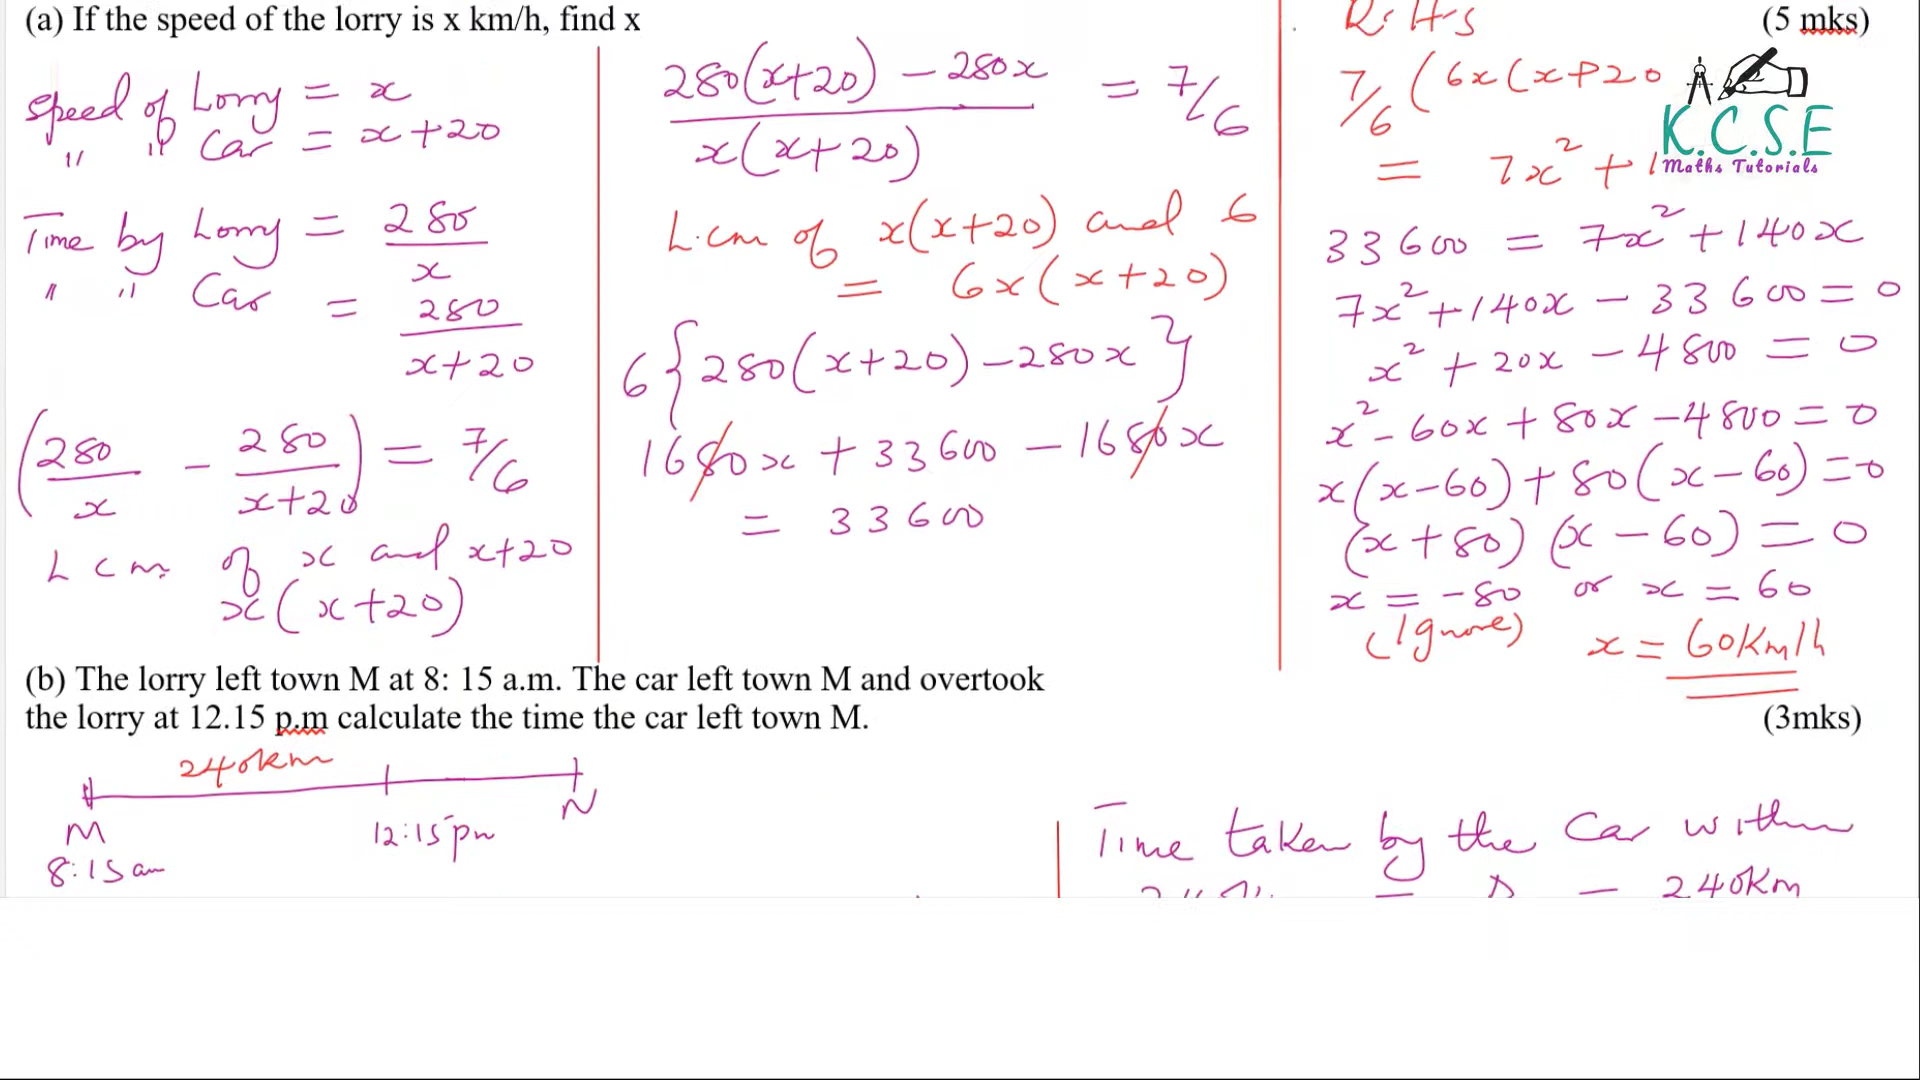 (a) If the speed of the lorry is x km/h, find x
(5 mks)
Speed of Lorry = x
" " Car = x+20
Time by Lorry = 280/x
" " Car = 280/x+20
(280/x - 280/x+20) = 7/6
L cm of x and x+20
x(x+20)
280(x+20) - 280x / x(x+20) = 7/6
L.cm of x(x+20) and 6
= 6x(x+20)
6{280(x+20) - 280x}
1680x + 33600 - 1680x
= 33600
R.H.S
7/6 (6x(x+20
= 7x² + 1
K.C.S.E
Maths Tutorials
33600 = 7x² + 140x
7x² + 140x - 33600 = 0
x² + 20x - 4800 = 0
x² - 60x + 80x - 4800 = 0
x(x-60) + 80(x-60) = 0
(x+80)(x-60) = 0
x = -80 or x = 60
(Ignore) x = 60Km/h
(b) The lorry left town M at 8: 15 a.m. The car left town M and overtook
the lorry at 12.15 p.m calculate the time the car left town M.
(3mks)
240km
M
N
8:15am
12:15pm
Time taken by the Car within
= 240Km